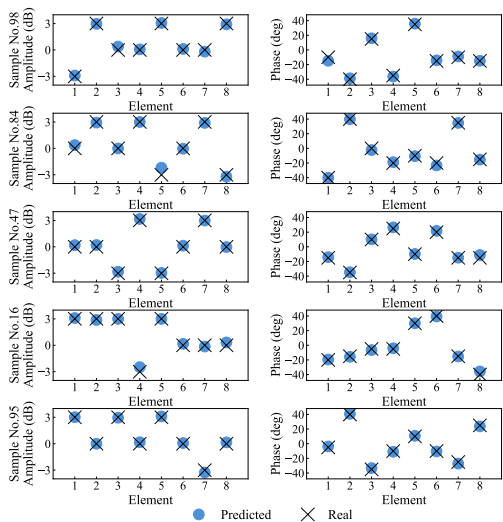 Sample No.98
Amplitude (dB)
3
0
−3
1 2 3 4 5 6 7 8
Element
Phase (deg)
40
20
0
−20
−40
1 2 3 4 5 6 7 8
Element
Sample No.84
Amplitude (dB)
3
0
−3
1 2 3 4 5 6 7 8
Element
Phase (deg)
40
20
0
−20
−40
1 2 3 4 5 6 7 8
Element
Sample No.47
Amplitude (dB)
3
0
−3
1 2 3 4 5 6 7 8
Element
Phase (deg)
40
20
0
−20
−40
1 2 3 4 5 6 7 8
Element
Sample No.16
Amplitude (dB)
3
0
−3
1 2 3 4 5 6 7 8
Element
Phase (deg)
40
20
0
−20
−40
1 2 3 4 5 6 7 8
Element
Sample No.95
Amplitude (dB)
3
0
−3
1 2 3 4 5 6 7 8
Element
Phase (deg)
40
20
0
−20
−40
1 2 3 4 5 6 7 8
Element
Predicted Real